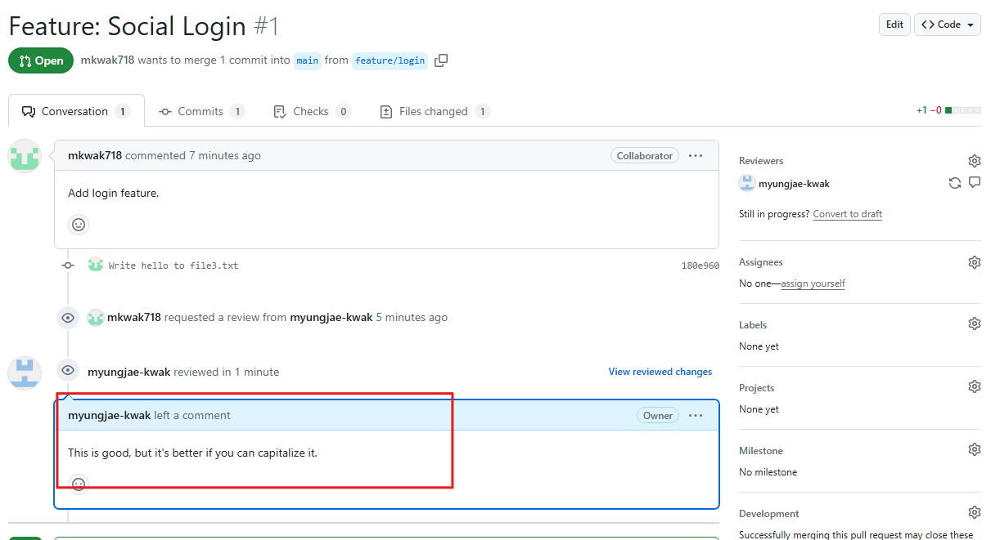 Feature: Social Login #1
Edit
Code
Open
mkwak718 wants to merge 1 commit into main from feature/login
Conversation 1
Commits 1
Checks 0
Files changed 1
+1 −0
mkwak718 commented 7 minutes ago
Collaborator
Add login feature.
Write hello to file3.txt
180e960
mkwak718 requested a review from myungjae-kwak 5 minutes ago
myungjae-kwak reviewed in 1 minute
View reviewed changes
myungjae-kwak left a comment
Owner
This is good, but it's better if you can capitalize it.
Reviewers
myungjae-kwak
Still in progress? Convert to draft
Assignees
No one—assign yourself
Labels
None yet
Projects
None yet
Milestone
No milestone
Development
Successfully merging this pull request may close these